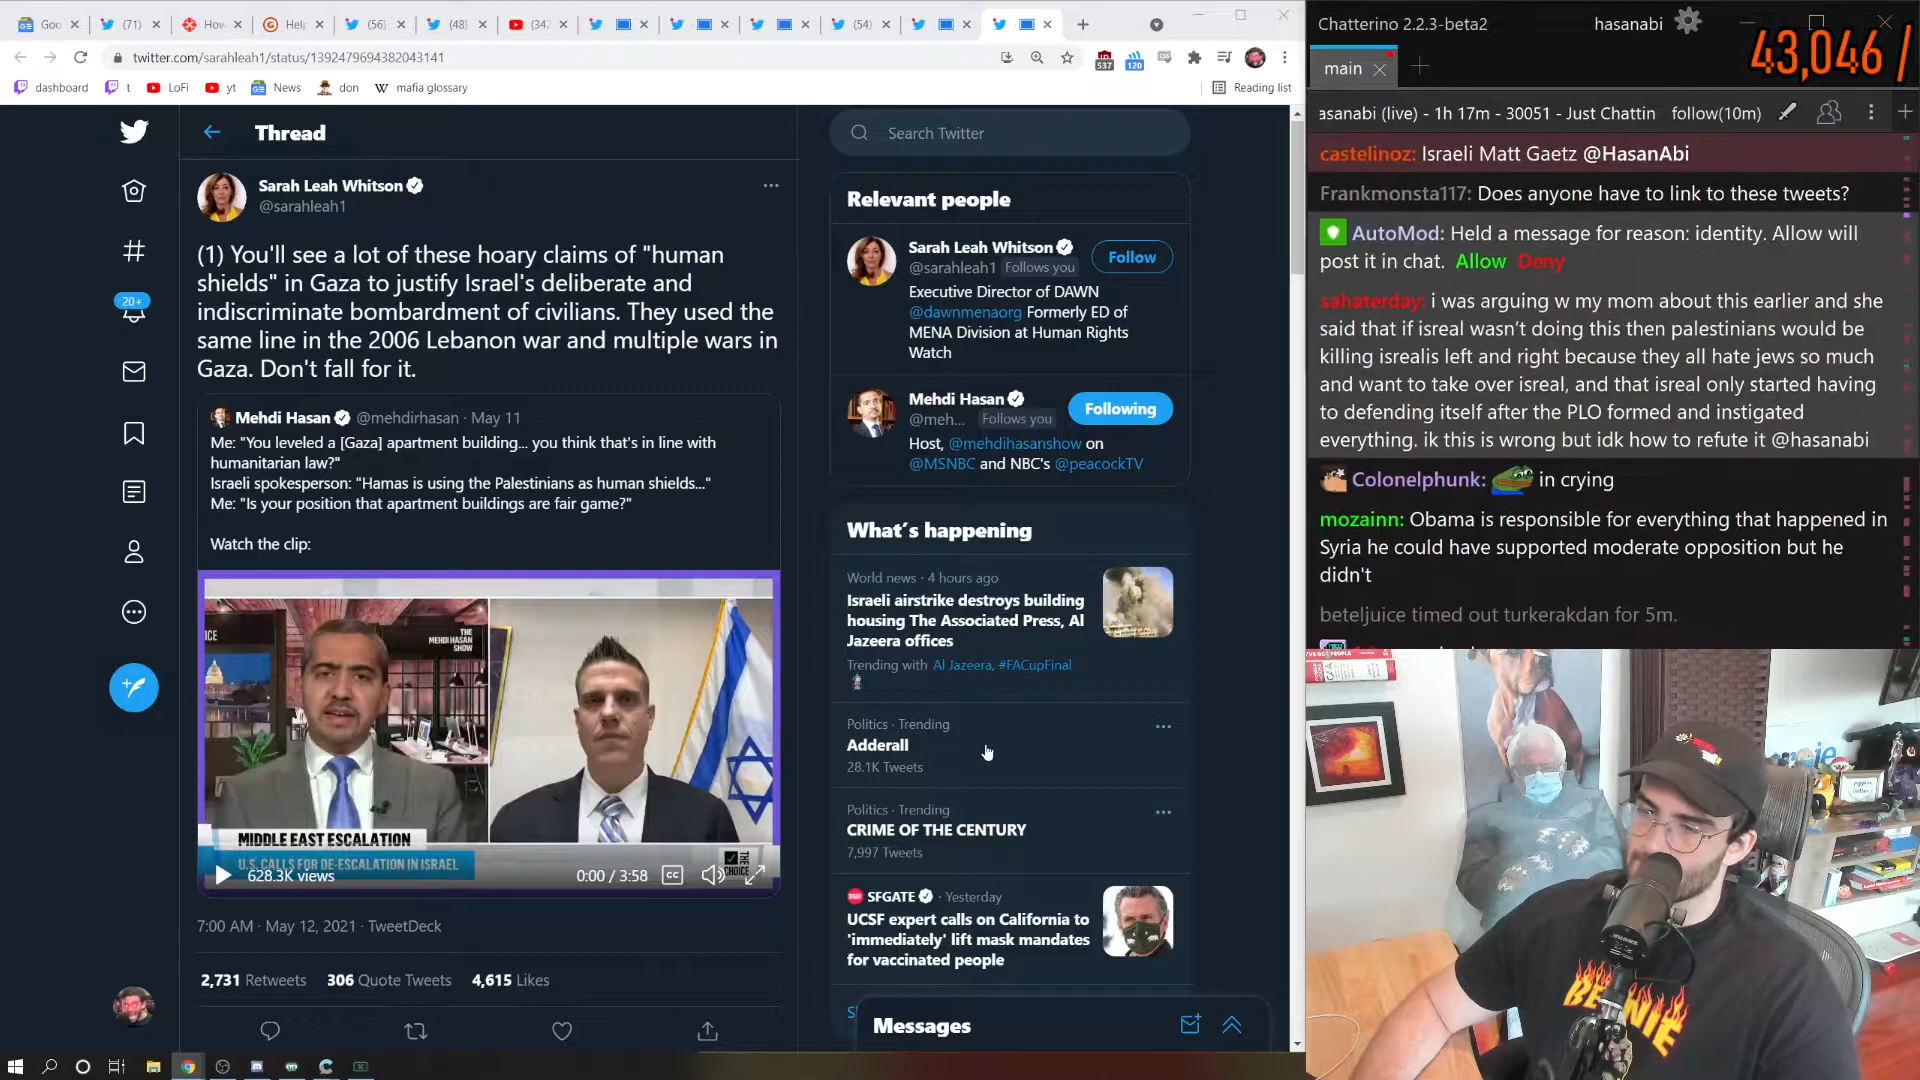 Goo
(71)
How
Help
(56)
(48)
(342
(54)
twitter.com/sarahleah1/status/1392479694382043141
537
120
dashboard
t
LoFi
yt
News
don
mafia glossary
Reading list
Thread
Sarah Leah Whitson
@sarahleah1
(1) You'll see a lot of these hoary claims of "human
shields" in Gaza to justify Israel's deliberate and
indiscriminate bombardment of civilians. They used the
same line in the 2006 Lebanon war and multiple wars in
Gaza. Don't fall for it.
20+
Mehdi Hasan @mehdirhasan · May 11
Me: "You leveled a [Gaza] apartment building... you think that's in line with
humanitarian law?"
Israeli spokesperson: "Hamas is using the Palestinians as human shields..."
Me: "Is your position that apartment buildings are fair game?"
Watch the clip:
THE
MEHDI HASAN
SHOW
MIDDLE EAST ESCALATION
U.S. CALLS FOR DE-ESCALATION IN ISRAEL
THE
CHOICE
628.3K views
0:00 / 3:58
CC
7:00 AM · May 12, 2021 · TweetDeck
2,731 Retweets 306 Quote Tweets 4,615 Likes
Search Twitter
Relevant people
Sarah Leah Whitson
@sarahleah1 Follows you
Follow
Executive Director of DAWN
@dawnmenaorg Formerly ED of
MENA Division at Human Rights
Watch
Mehdi Hasan
@meh... Follows you
Following
Host, @mehdihasanshow on
@MSNBC and NBC's @peacockTV
What's happening
World news · 4 hours ago
Israeli airstrike destroys building
housing The Associated Press, Al
Jazeera offices
Trending with Al Jazeera, #FACupFinal
Politics · Trending
Adderall
28.1K Tweets
Politics · Trending
CRIME OF THE CENTURY
7,997 Tweets
SFGATE · Yesterday
UCSF expert calls on California to
'immediately' lift mask mandates
for vaccinated people
Messages
Chatterino 2.2.3-beta2
hasanabi
43,046 /
main
asanabi (live) - 1h 17m - 30051 - Just Chattin
follow(10m)
castelinoz: Israeli Matt Gaetz @HasanAbi
Frankmonsta117: Does anyone have to link to these tweets?
AutoMod: Held a message for reason: identity. Allow will
post it in chat. Allow Deny
sahaterday: i was arguing w my mom about this earlier and she
said that if isreal wasn't doing this then palestinians would be
killing isrealis left and right because they all hate jews so much
and want to take over isreal, and that isreal only started having
to defending itself after the PLO formed and instigated
everything. ik this is wrong but idk how to refute it @hasanabi
Colonelphunk: in crying
mozainn: Obama is responsible for everything that happened in
Syria he could have supported moderate opposition but he
didn't
beteljuice timed out turkerakdan for 5m.